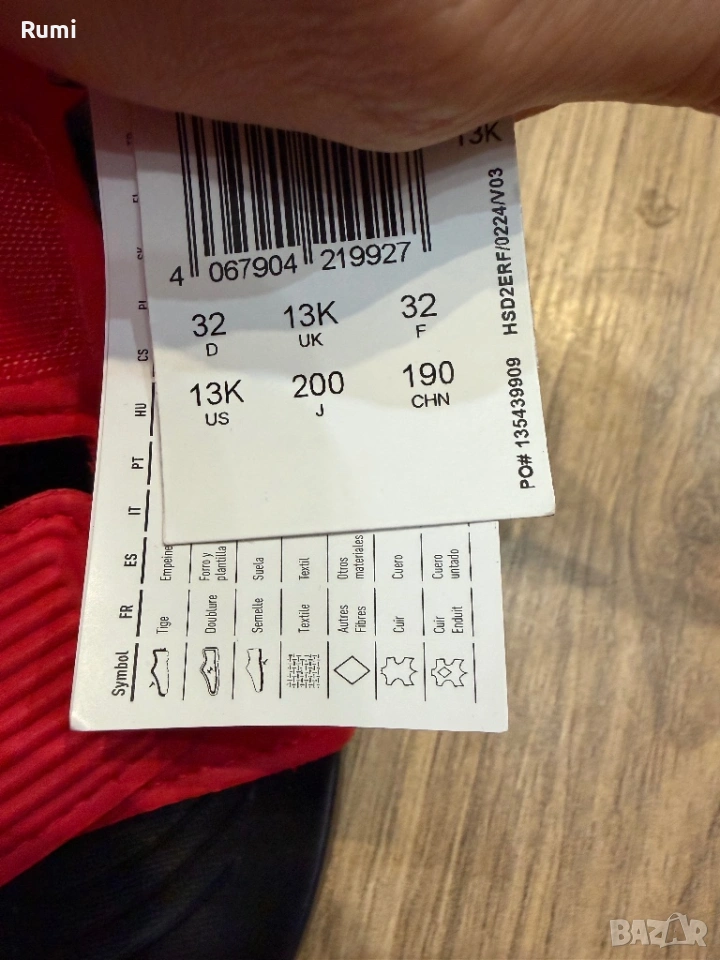 Rumi
13K
4 067904 219927
32 13K 32
D UK F
13K 200 190
US J CHN
PO# 135439909 HSD2ERF/0224/V03
Symbol FR ES IT PT HU CS PL SK
Tige Empeine
Doublure Forro y plantilla
Semelle Suela
Textile Textil
Autres Fibres Otros materiales
Cuir Cuero
Cuir Enduit Cuero untado
BAZAR